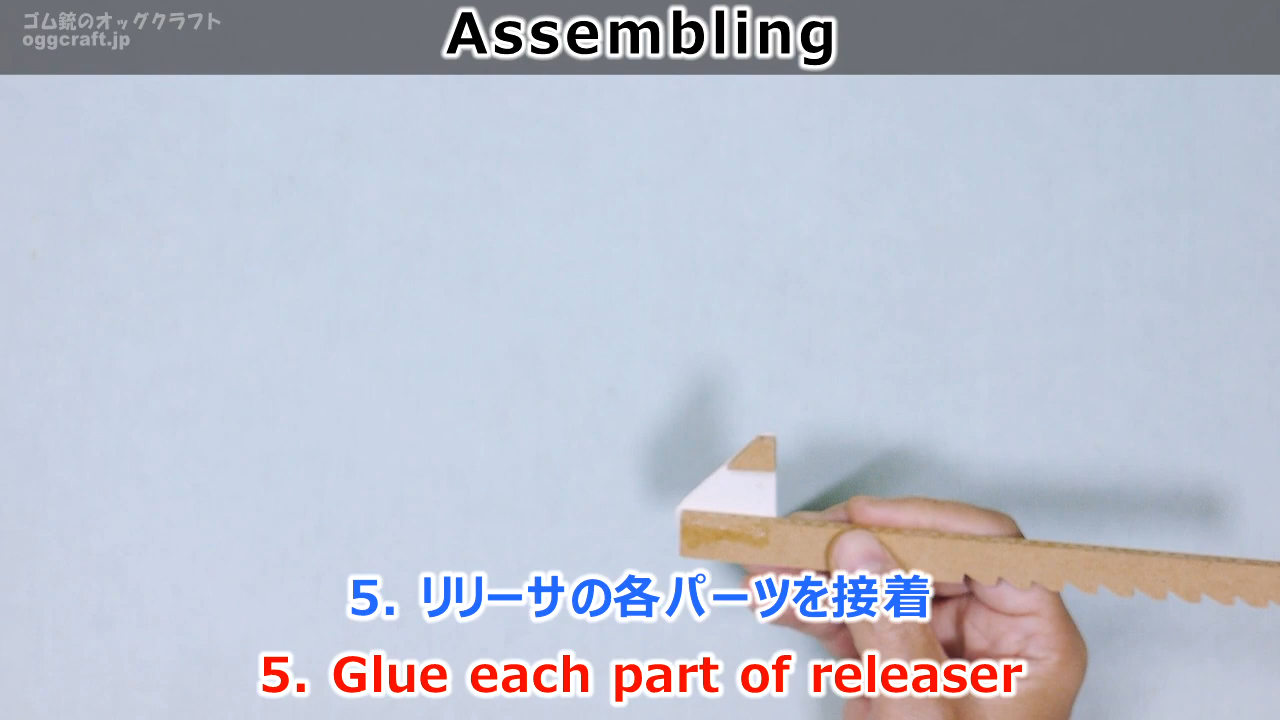 ゴム銃のオッグクラフト
oggcraft.jp
Assembling
5. リリーサの各パーツを接着
5. Glue each part of releaser